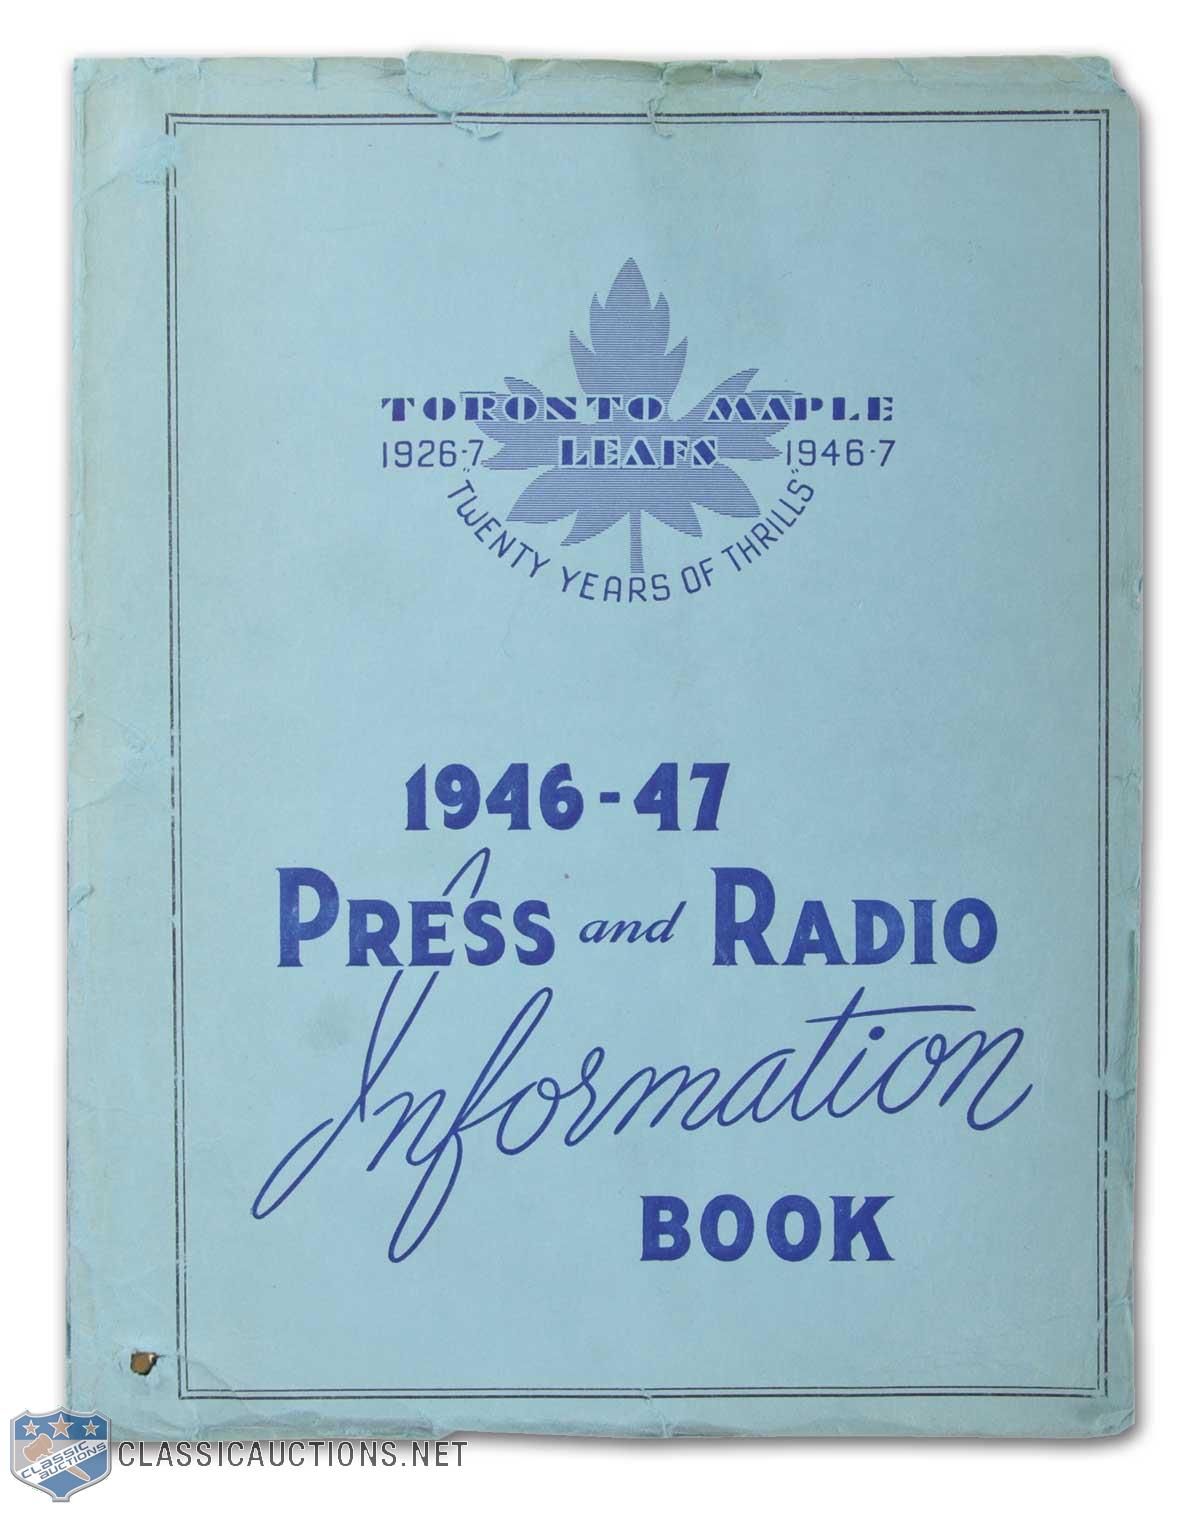 TORONTO MAPLE
1926-7 LEAFS 1946-7
"TWENTY YEARS OF THRILLS"
1946-47
PRESS and RADIO
Information
BOOK
CLASSIC AUCTIONS
CLASSICAUCTIONS.NET